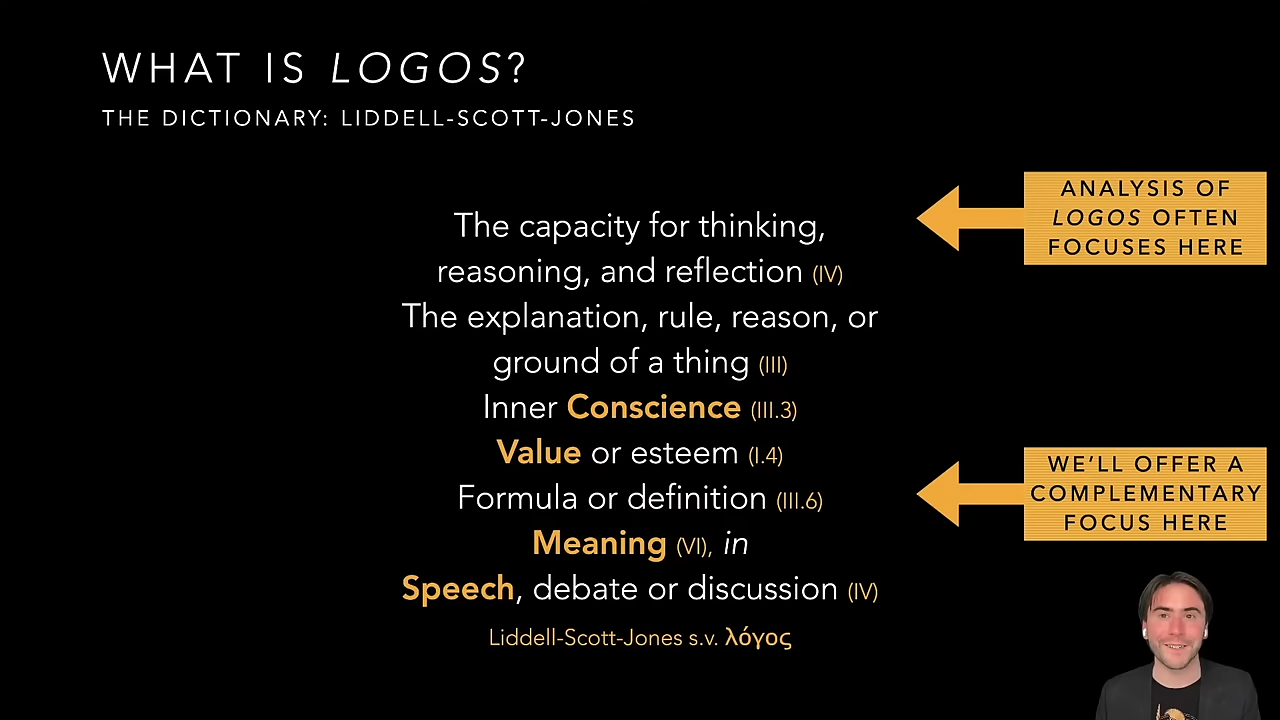 WHAT IS LOGOS?
THE DICTIONARY: LIDDELL-SCOTT-JONES
The capacity for thinking,
reasoning, and reflection (IV)
The explanation, rule, reason, or
ground of a thing (III)
Inner Conscience (III.3)
Value or esteem (I.4)
Formula or definition (III.6)
Meaning (VI), in
Speech, debate or discussion (IV)
Liddell-Scott-Jones s.v. λόγος
ANALYSIS OF
LOGOS OFTEN
FOCUSES HERE
WE’LL OFFER A
COMPLEMENTARY
FOCUS HERE